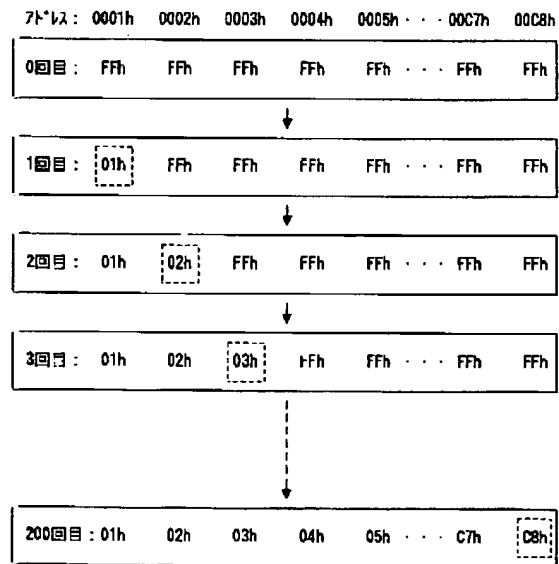 アドレス: 0001h 0002h 0003h 0004h 0005h ・・・ 00C7h 00C8h
0回目: FFh FFh FFh FFh FFh ・・・ FFh FFh
1回目: 01h FFh FFh FFh FFh ・・・ FFh FFh
2回目: 01h 02h FFh FFh FFh ・・・ FFh FFh
3回目: 01h 02h 03h FFh FFh ・・・ FFh FFh
200回目: 01h 02h 03h 04h 05h ・・・ C7h C8h